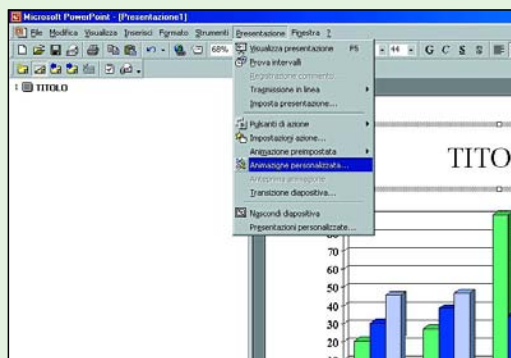 Microsoft PowerPoint - [Presentazione1]
File Modifica Visualizza Inserisci Formato Strumenti Presentazione Finestra ?
68% 44 G C S S
Visualizza presentazione F5
Prova intervalli
Registrazione commento...
Trasmissione in linea
Imposta presentazione...
Pulsanti di azione
Impostazioni azione...
Animazione preimpostata
Animazione personalizzata...
Anteprima animazione
Transizione diapositiva...
Nascondi diapositiva
Presentazioni personalizzate...
1 TITOLO
TITO
70
60
50
40
30
20